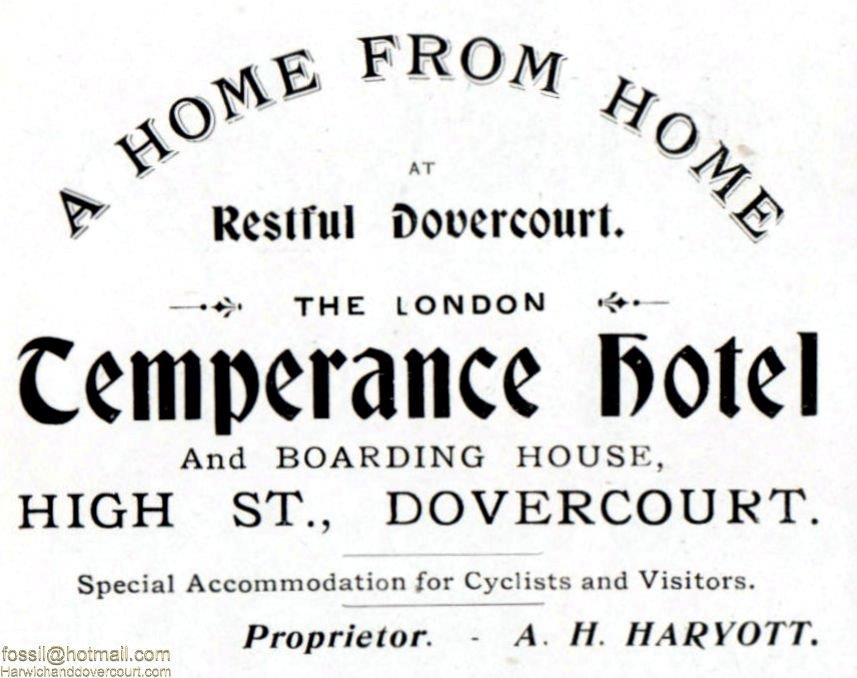 A HOME FROM HOME
AT
Restful Dovercourt.
THE LONDON
Temperance Hotel
And BOARDING HOUSE,
HIGH ST., DOVERCOURT.
Special Accommodation for Cyclists and Visitors.
Proprietor. - A. H. HARYOTT.
fossil@hotmail.com
Harwichanddovercourt.com